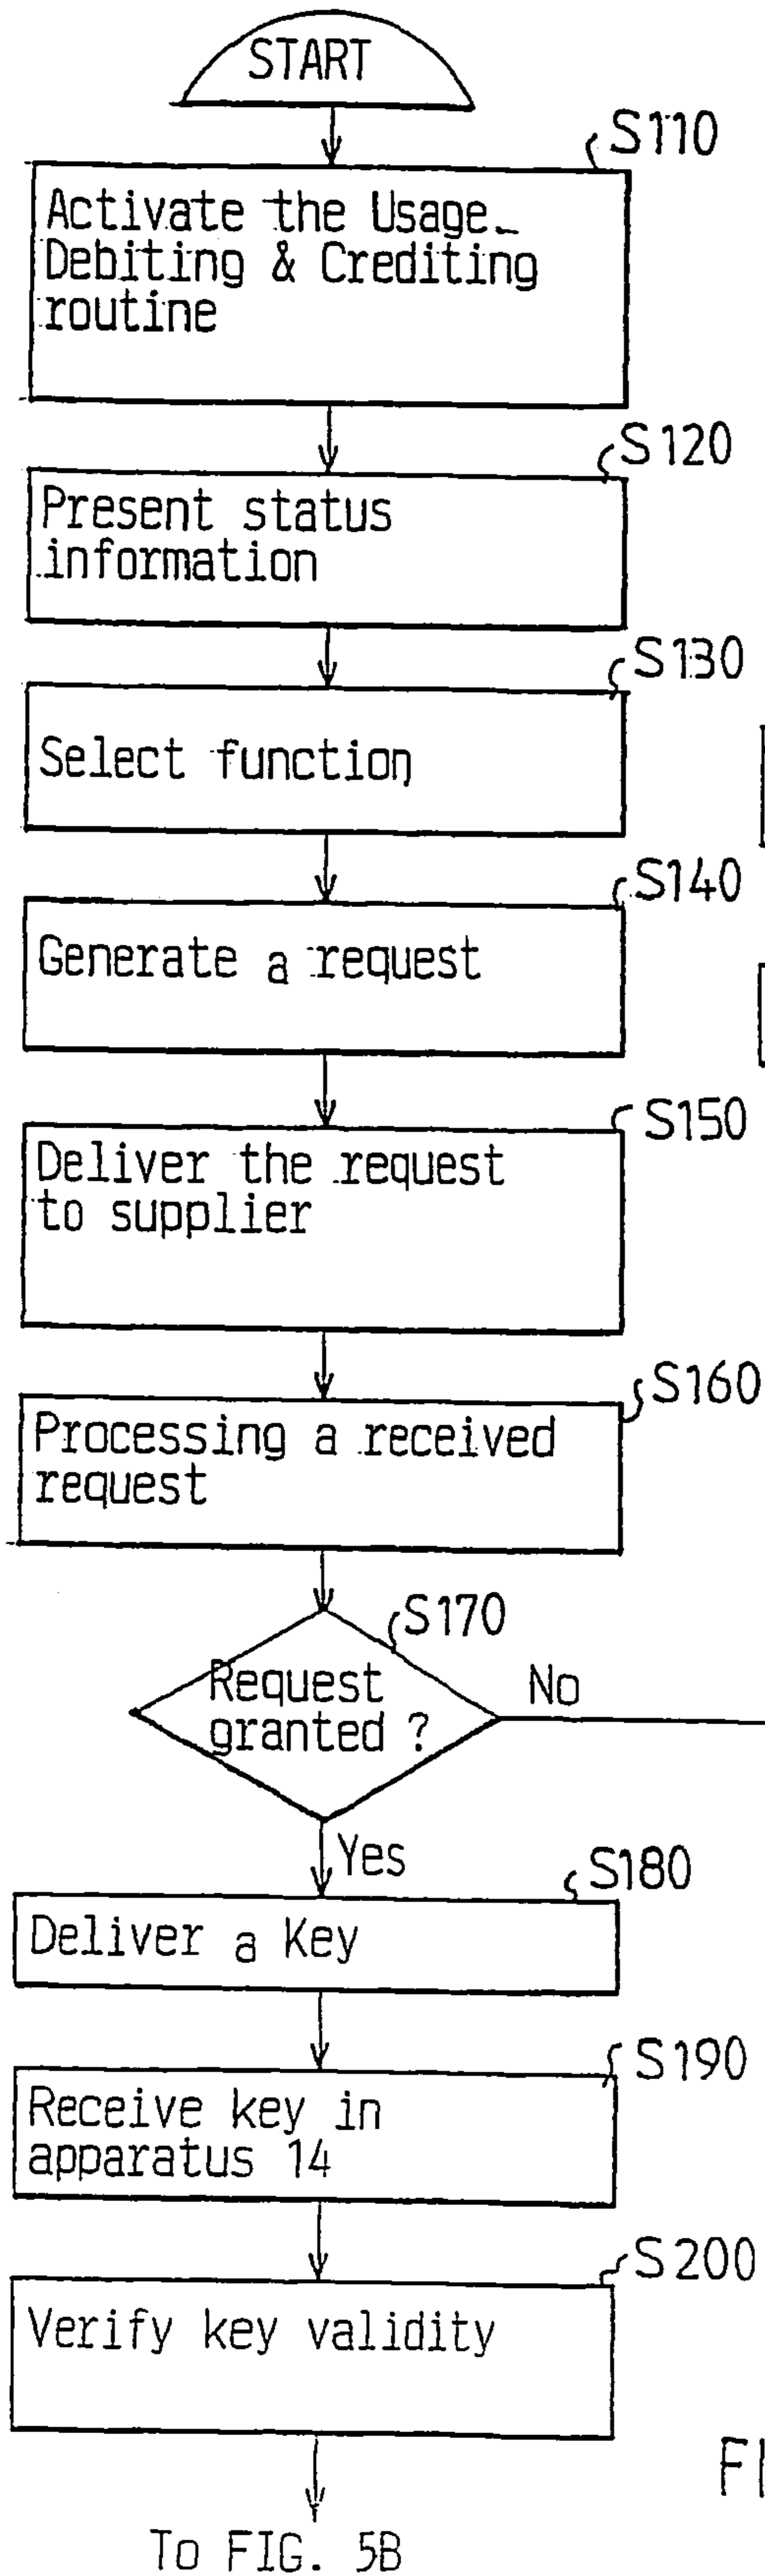 START
S110
Activate the Usage
Debiting & Crediting
routine
S120
Present status
information
S130
Select function
S140
Generate a request
S150
Deliver the request
to supplier
S160
Processing a received
request
S170
Request
granted ?
No
Yes
S180
Deliver a Key
S190
Receive key in
apparatus 14
S200
Verify key validity
To FIG. 5B